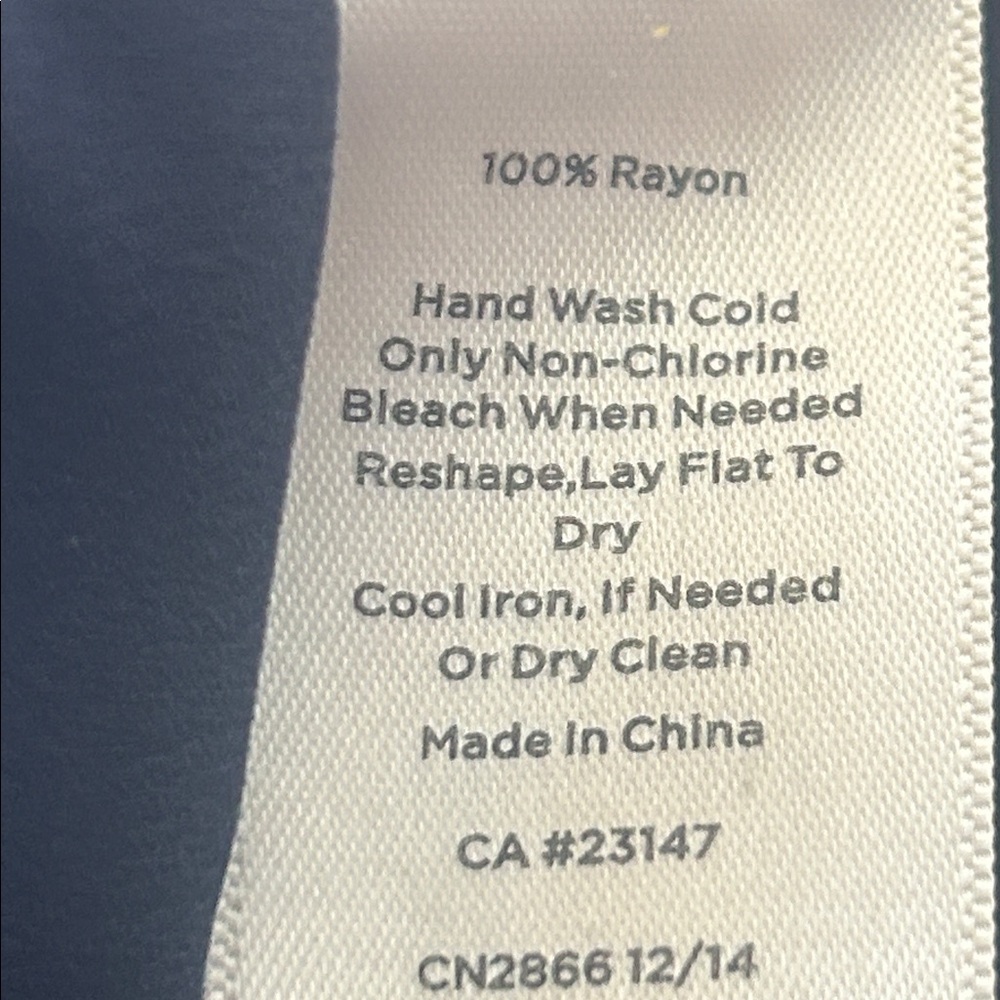 100% Rayon
Hand Wash Cold
Only Non-Chlorine
Bleach When Needed
Reshape,Lay Flat To
Dry
Cool Iron, If Needed
Or Dry Clean
Made In China
CA #23147
CN2866 12/14